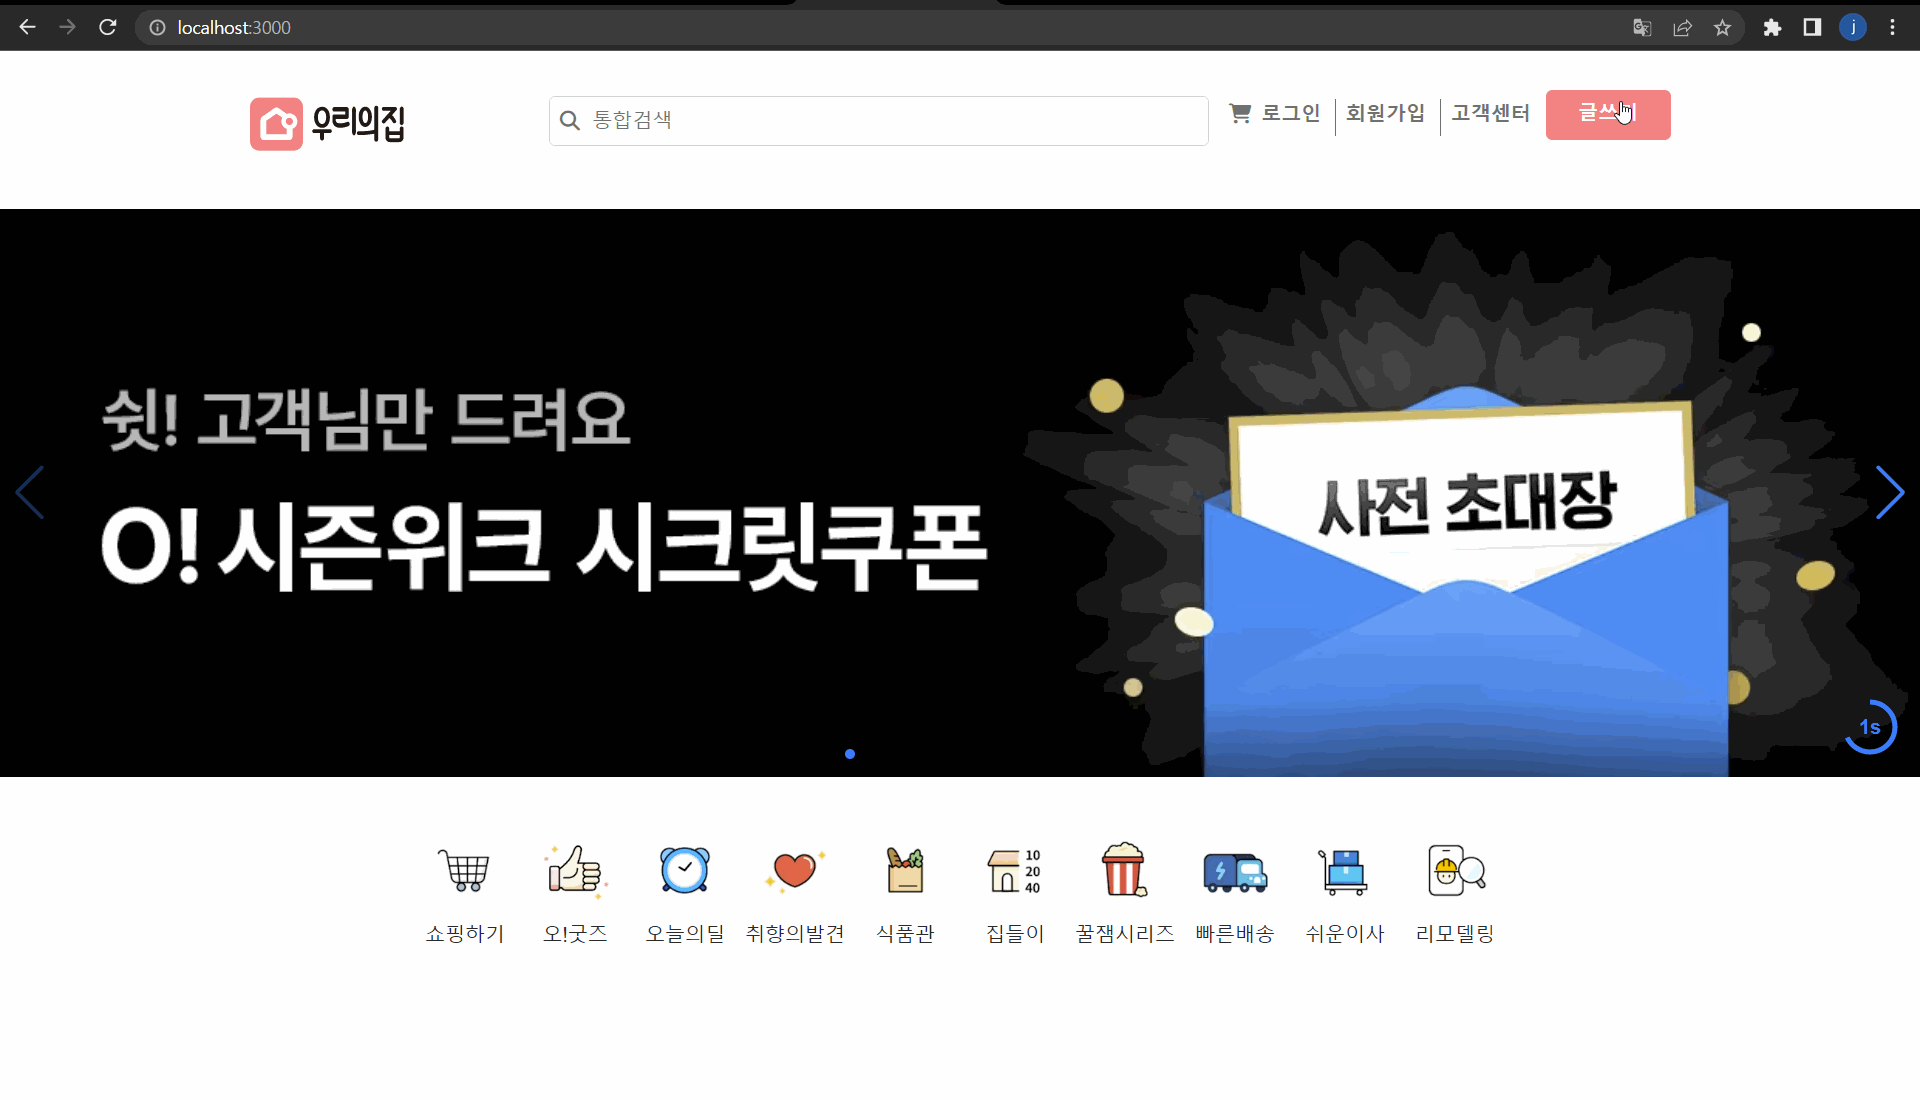 localhost:3000
j
우리의집
통합검색
로그인
회원가입
고객센터
쉿! 고객님만 드려요
O! 시즌위크 시크릿쿠폰
사전 초대장
1s
10
20
40
쇼핑하기
오!굿즈
오늘의딜
취향의발견
식품관
집들이
꿀잼시리즈
빠른배송
쉬운이사
리모델링